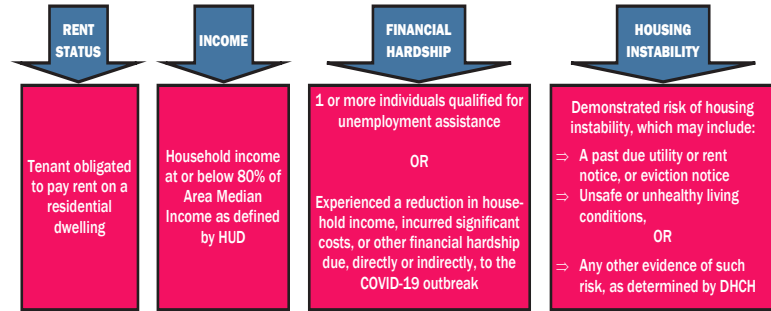 RENT
STATUS
Tenant obligated
to pay rent on a
residential
dwelling
INCOME
Household income
at or below 80% of
Area Median
Income as defined
by HUD
FINANCIAL
HARDSHIP
1 or more individuals qualified for
unemployment assistance
OR
Experienced a reduction in house-
hold income, incurred significant
costs, or other financial hardship
due, directly or indirectly, to the
COVID-19 outbreak
HOUSING
INSTABILITY
Demonstrated risk of housing
instability, which may include:
⇒ A past due utility or rent
notice, or eviction notice
⇒ Unsafe or unhealthy living
conditions,
OR
⇒ Any other evidence of such
risk, as determined by DHCH